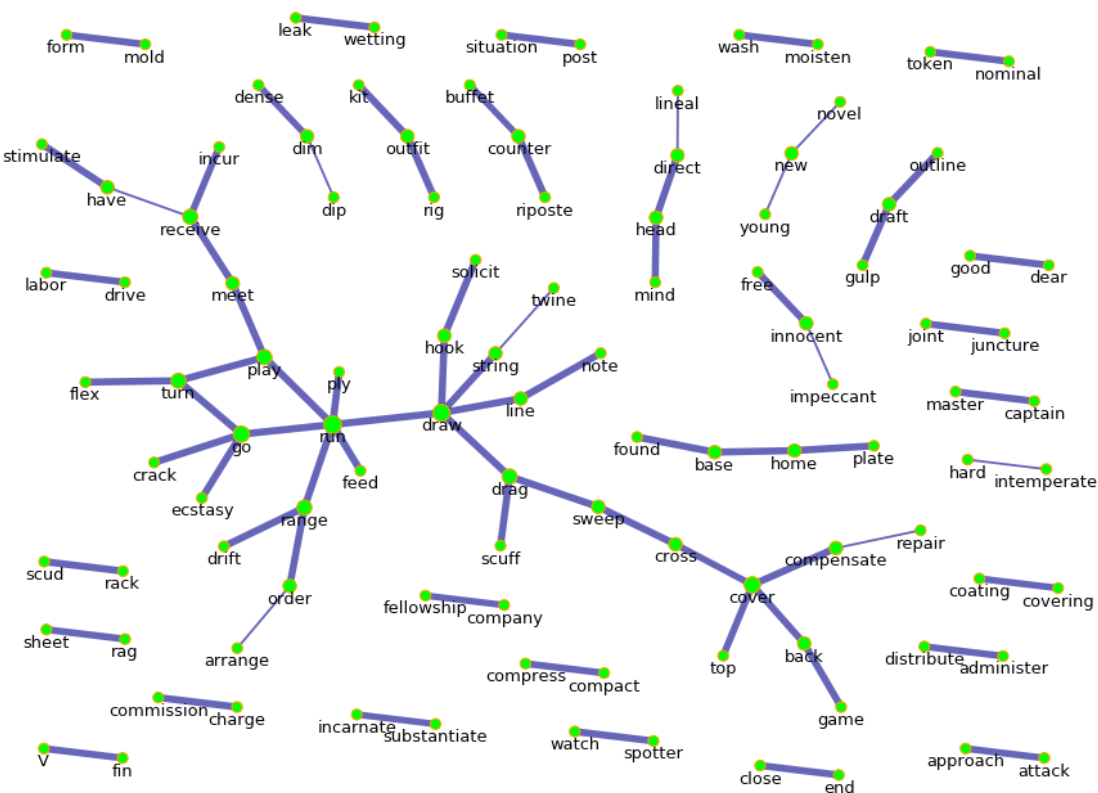 leak
form
wetting
situation
post
wash
moisten
token
nominal
mold
dense
kit
buffet
lineal
novel
stimulate
incur
dim
outfit
counter
direct
new
outline
have
receive
dip
rig
riposte
head
young
draft
labor
drive
meet
solicit
twine
mind
free
gulp
good
dear
hook
string
note
innocent
joint
juncture
flex
turn
play
ply
line
impeccant
master
captain
go
run
draw
found
base
home
plate
crack
feed
hard
intemperate
ecstasy
range
drag
sweep
drift
scuff
cross
compensate
repair
scud
rack
order
fellowship
company
cover
coating
covering
sheet
rag
arrange
compress
compact
top
back
distribute
administer
commission
charge
incarnate
substantiate
game
V
fin
watch
spotter
close
end
approach
attack